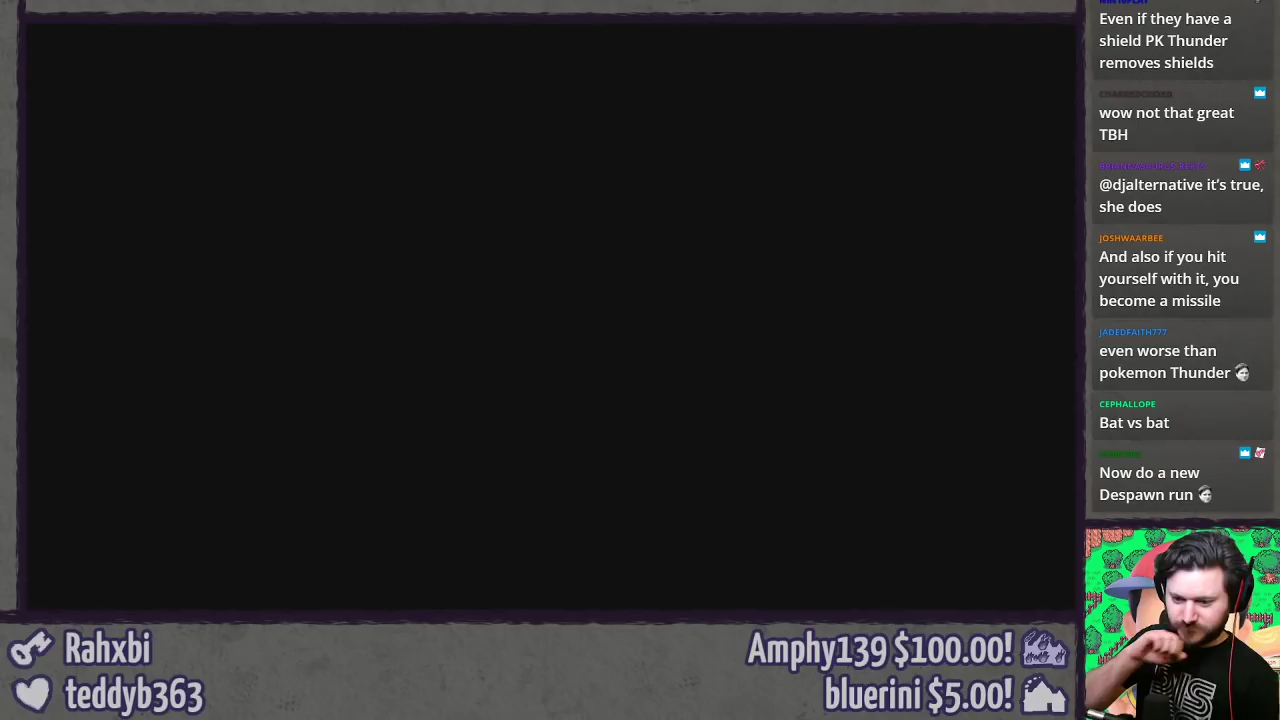 Even if they have a
shield PK Thunder
removes shields
wow not that great
TBH
@djalternative it's true,
she does
JOSHWAARBEE
And also if you hit
yourself with it, you
become a missile
JADEDFAITH777
even worse than
pokemon Thunder
CEPHALLOPE
Bat vs bat
Now do a new
Despawn run
Rahxbi
teddyb363
Amphy139 $100.00!
bluerini $5.00!